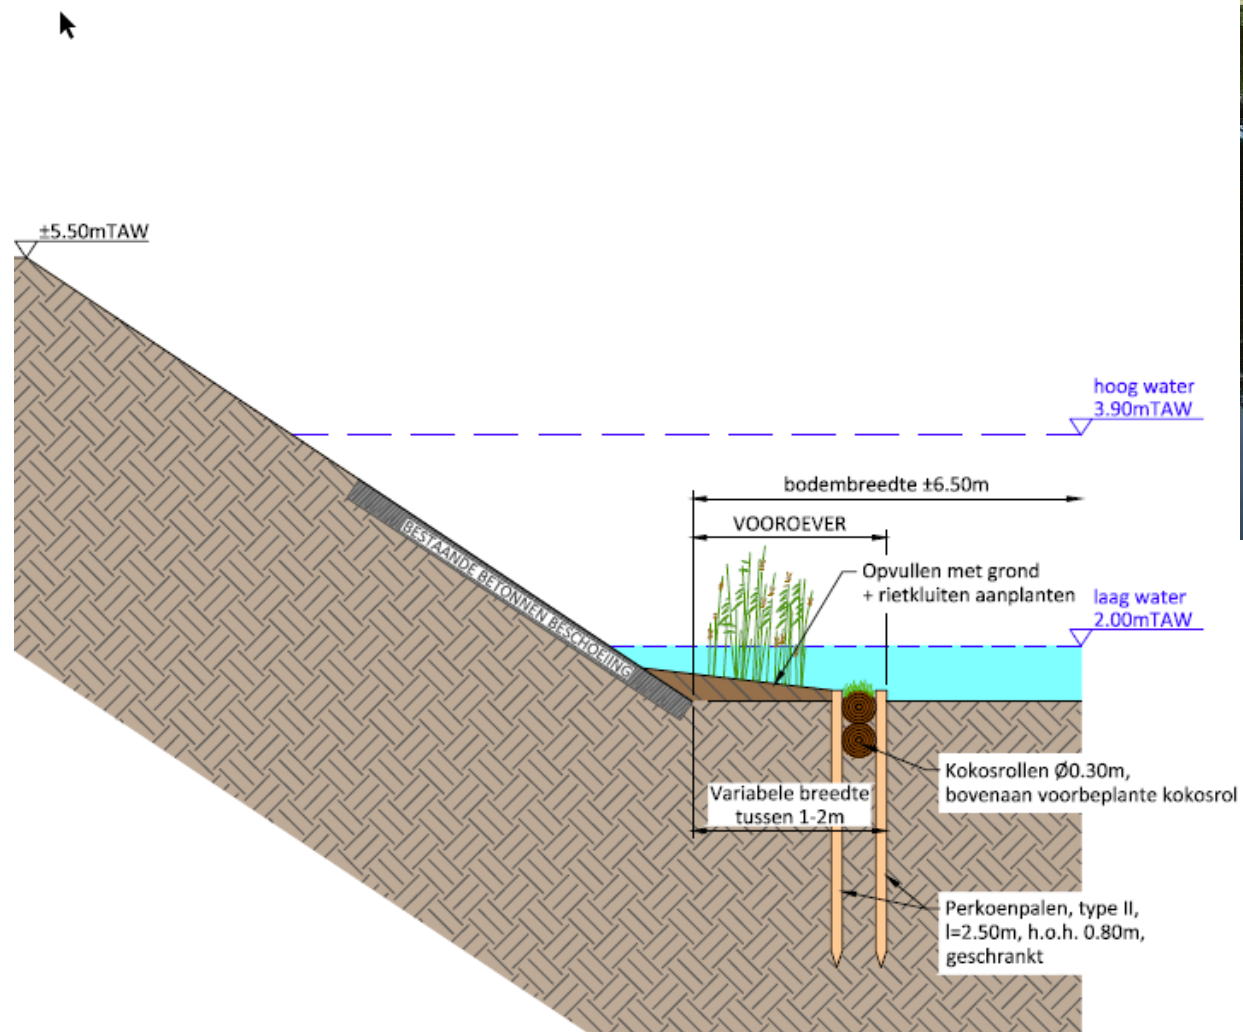 ±5.50mTAW
hoog water
3.90mTAW
bodembreedte ±6.50m
VOOROEVER
Opvullen met grond
+ rietkluiten aanplanten
laag water
2.00mTAW
BESTAANDE BETONNEN BESCHOEIING
Kokosrollen Ø0.30m,
bovenaan voorbeplante kokosrol
Variabele breedte
tussen 1-2m
Perkoenpalen, type II,
l=2.50m, h.o.h. 0.80m,
geschrankt